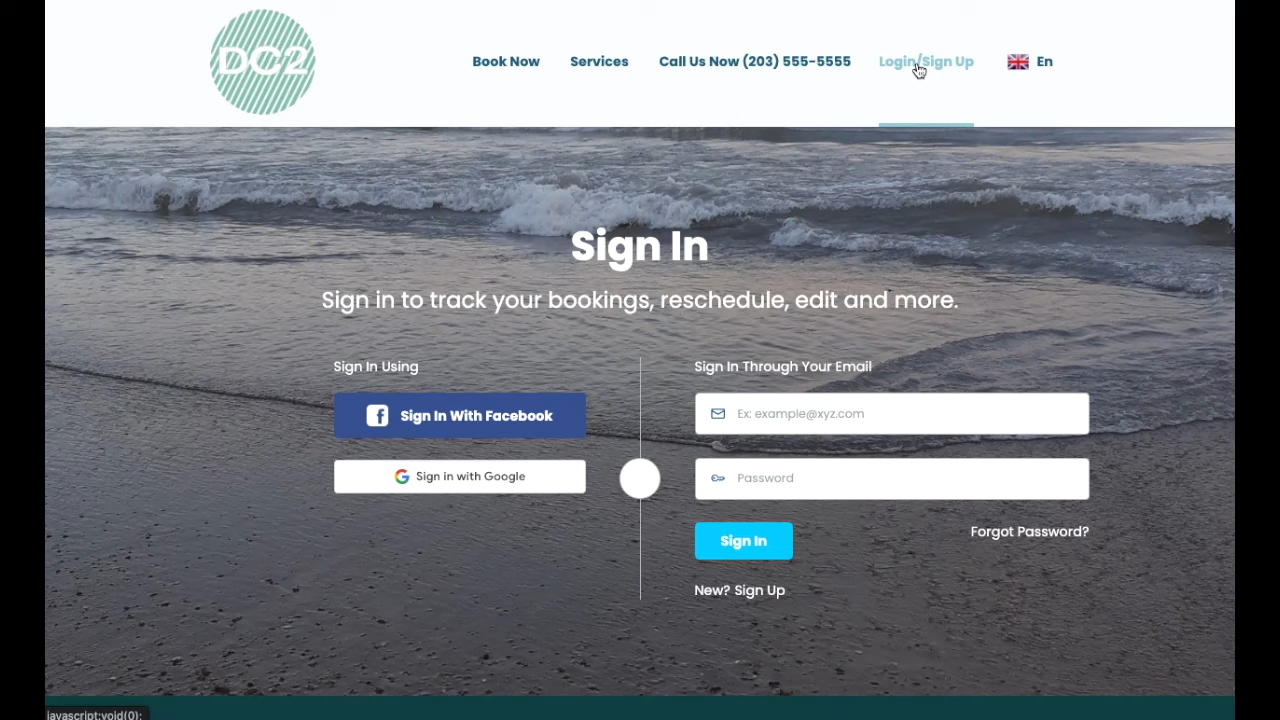 DC2
Book Now
Services
Call Us Now (203) 555-5555
Login/Sign Up
En
Sign In
Sign in to track your bookings, reschedule, edit and more.
Sign In Using
Sign In With Facebook
Sign in with Google
Sign In Through Your Email
Ex: example@xyz.com
Password
Sign In
Forgot Password?
New? Sign Up
javascript:void(0);